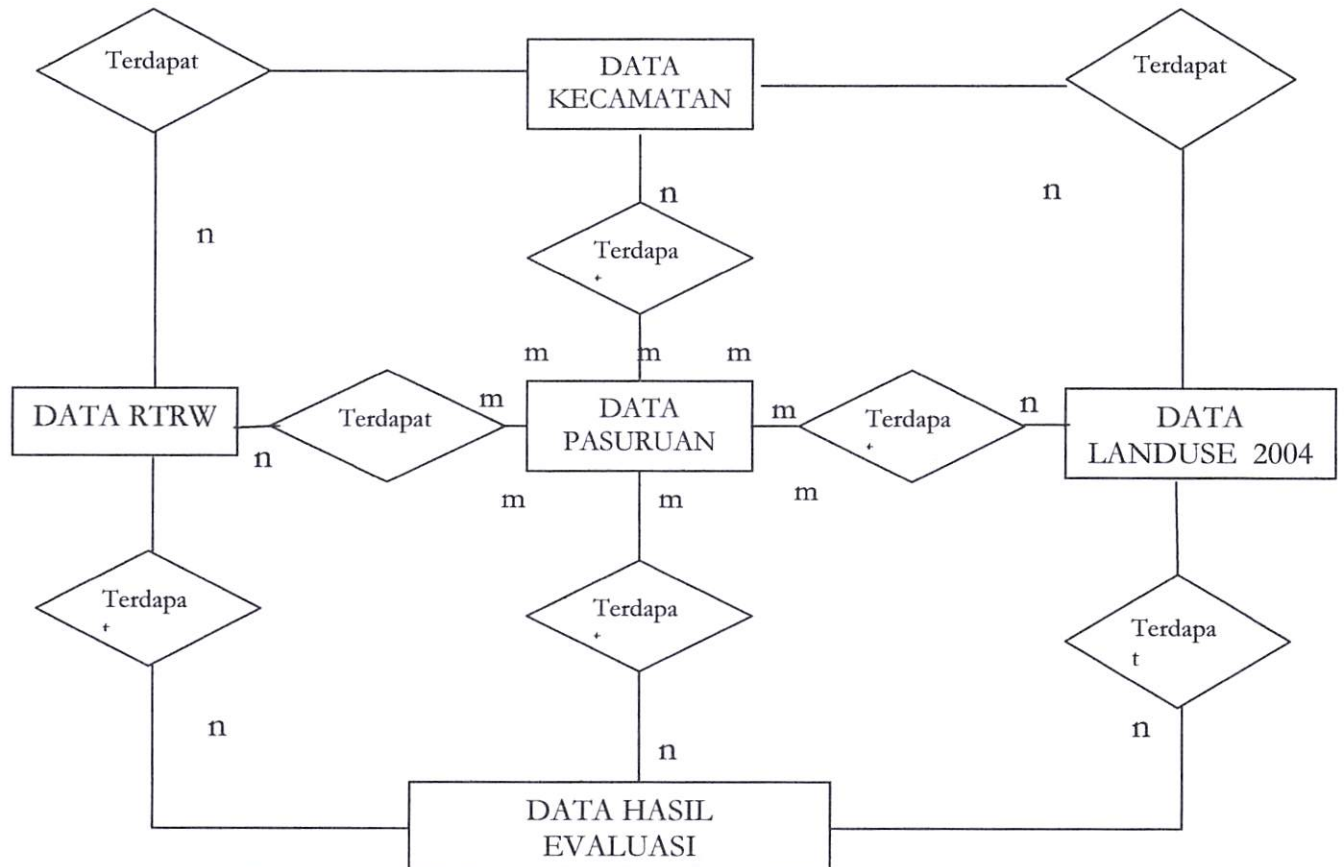 Terdapat
DATA
KECAMATAN
Terdapat
n
n
n
Terdapa
t
m
m
m
DATA RTRW
n
Terdapat
m
DATA
PASURUAN
m
Terdapa
t
n
DATA
LANDUSE 2004
m
m
m
Terdapa
t
Terdapa
t
Terdapa
t
n
n
n
DATA HASIL
EVALUASI